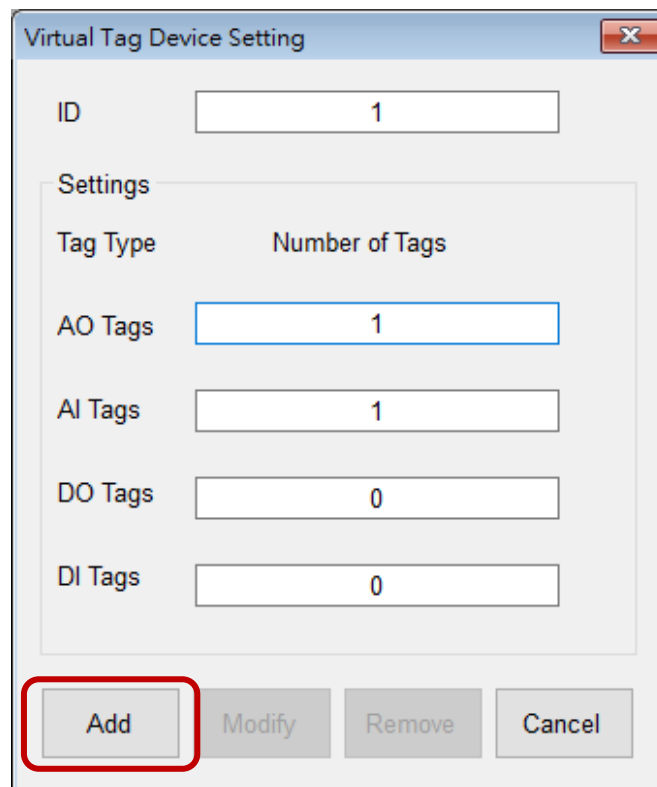 Virtual Tag Device Setting
ID 1
Settings
Tag Type Number of Tags
AO Tags 1
AI Tags 1
DO Tags 0
DI Tags 0
Add Modify Remove Cancel